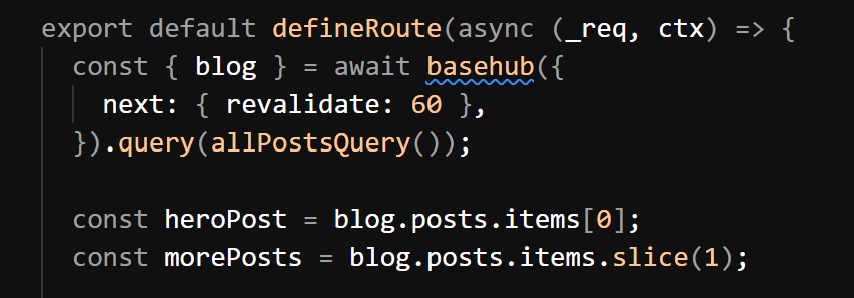 export default defineRoute(async (_req, ctx) => {
  const { blog } = await basehub({
    next: { revalidate: 60 },
  }).query(allPostsQuery());

  const heroPost = blog.posts.items[0];
  const morePosts = blog.posts.items.slice(1);